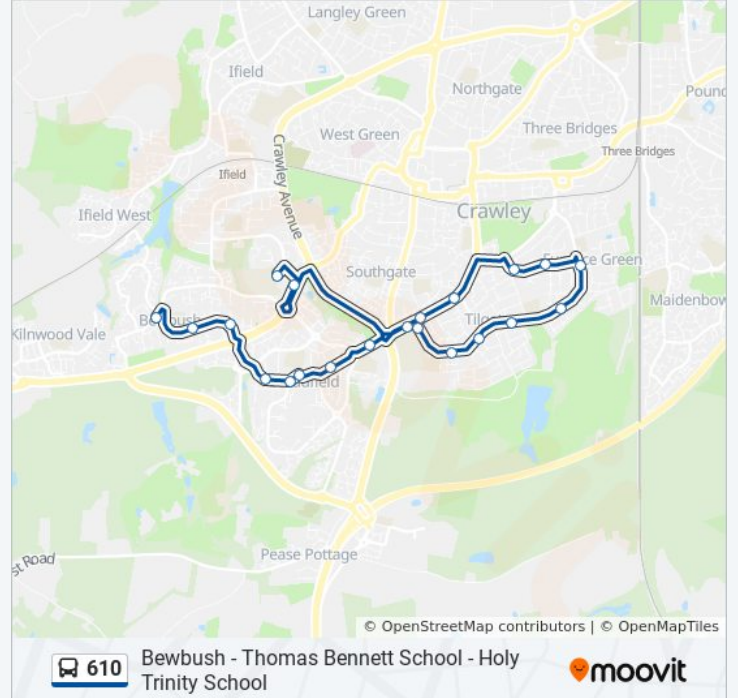 Langley Green
Ifield
Northgate
Pound
West Green
Three Bridges
Three Bridges
Crawley Avenue
Ifield
Ifield West
Crawley
Southgate
Maidenbow
Kilnwood Vale
Pease Pottage
st Road
© OpenStreetMap contributors | © OpenMapTiles
610
Bewbush - Thomas Bennett School - Holy
Trinity School
moovit